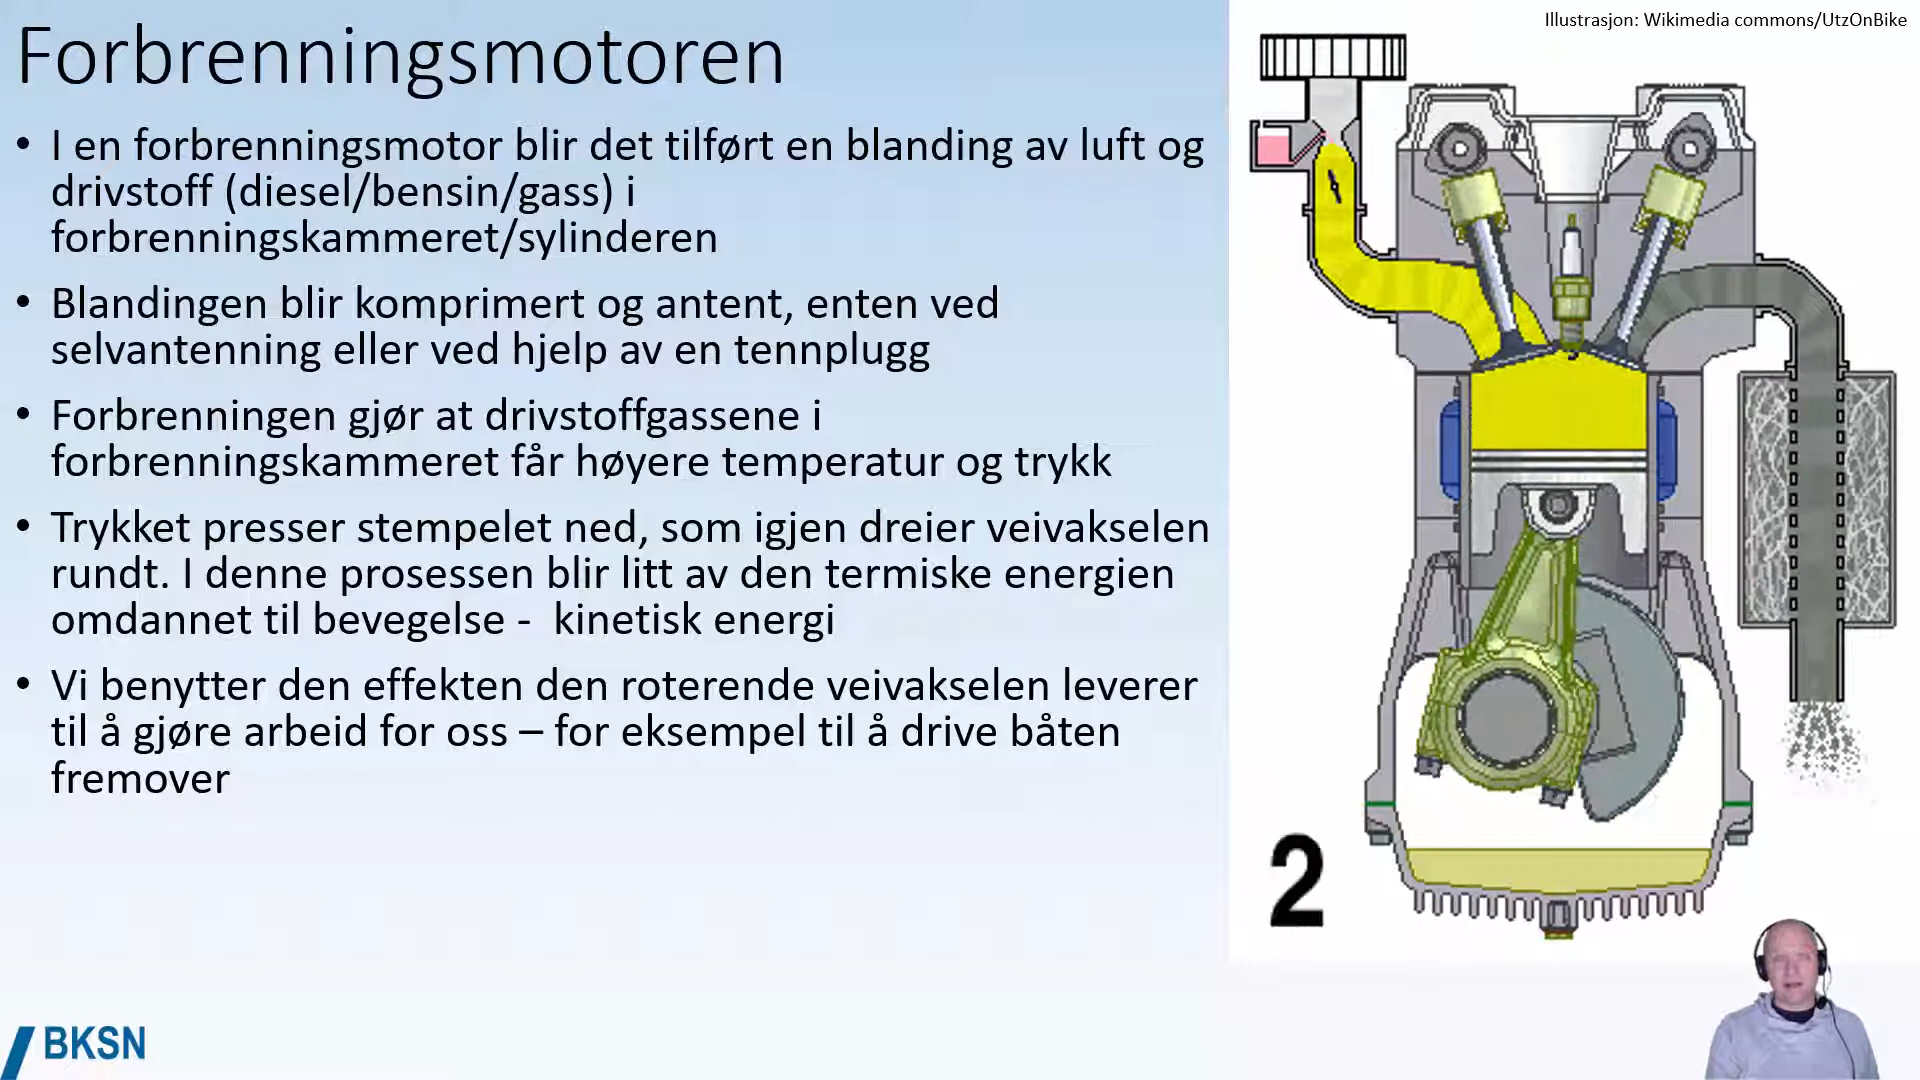 Forbrenningsmotoren
Illustrasjon: Wikimedia commons/UtzOnBike
• I en forbrenningsmotor blir det tilført en blanding av luft og
drivstoff (diesel/bensin/gass) i
forbrenningskammeret/sylinderen
• Blandingen blir komprimert og antent, enten ved
selvantenning eller ved hjelp av en tennplugg
• Forbrenningen gjør at drivstoffgassene i
forbrenningskammeret får høyere temperatur og trykk
• Trykket presser stempelet ned, som igjen dreier veivakselen
rundt. I denne prosessen blir litt av den termiske energien
omdannet til bevegelse -  kinetisk energi
• Vi benytter den effekten den roterende veivakselen leverer
til å gjøre arbeid for oss – for eksempel til å drive båten
fremover
2
BKSN